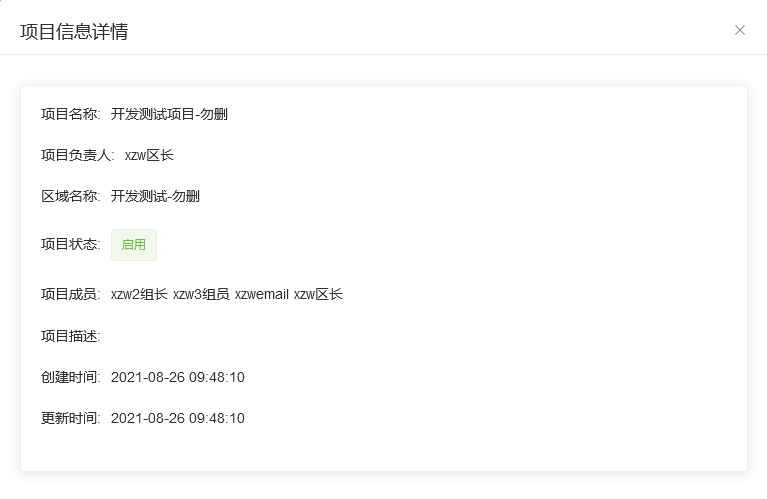 项目信息详情
项目名称: 开发测试项目-勿删
项目负责人: xzw区长
区域名称: 开发测试-勿删
项目状态: 启用
项目成员: xzw2组长 xzw3组员 xzwemail xzw区长
项目描述:
创建时间: 2021-08-26 09:48:10
更新时间: 2021-08-26 09:48:10